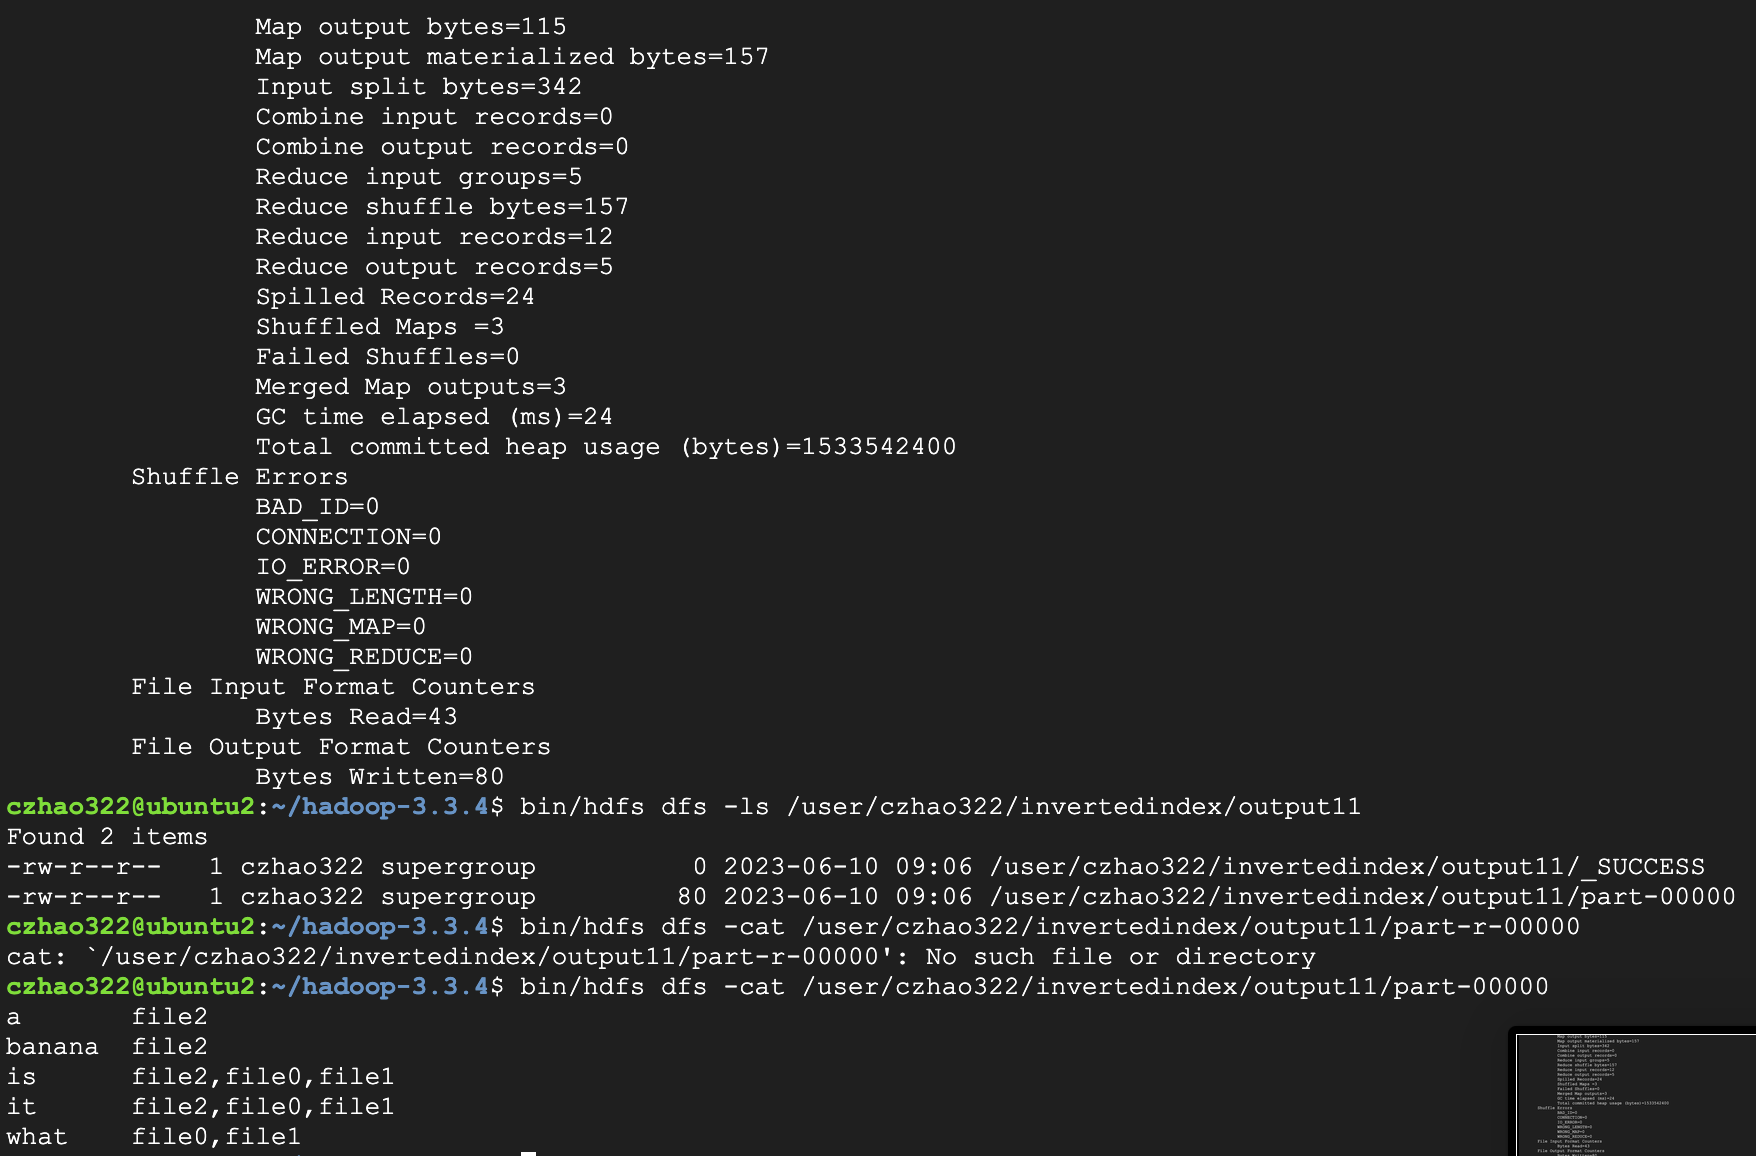 Map output bytes=115
Map output materialized bytes=157
Input split bytes=342
Combine input records=0
Combine output records=0
Reduce input groups=5
Reduce shuffle bytes=157
Reduce input records=12
Reduce output records=5
Spilled Records=24
Shuffled Maps =3
Failed Shuffles=0
Merged Map outputs=3
GC time elapsed (ms)=24
Total committed heap usage (bytes)=1533542400
Shuffle Errors
BAD_ID=0
CONNECTION=0
IO_ERROR=0
WRONG_LENGTH=0
WRONG_MAP=0
WRONG_REDUCE=0
File Input Format Counters
Bytes Read=43
File Output Format Counters
Bytes Written=80
czhao322@ubuntu2:~/hadoop-3.3.4$ bin/hdfs dfs -ls /user/czhao322/invertedindex/output11
Found 2 items
-rw-r--r--   1 czhao322 supergroup          0 2023-06-10 09:06 /user/czhao322/invertedindex/output11/_SUCCESS
-rw-r--r--   1 czhao322 supergroup         80 2023-06-10 09:06 /user/czhao322/invertedindex/output11/part-00000
czhao322@ubuntu2:~/hadoop-3.3.4$ bin/hdfs dfs -cat /user/czhao322/invertedindex/output11/part-r-00000
cat: `/user/czhao322/invertedindex/output11/part-r-00000': No such file or directory
czhao322@ubuntu2:~/hadoop-3.3.4$ bin/hdfs dfs -cat /user/czhao322/invertedindex/output11/part-00000
a       file2
banana  file2
is      file2,file0,file1
it      file2,file0,file1
what    file0,file1